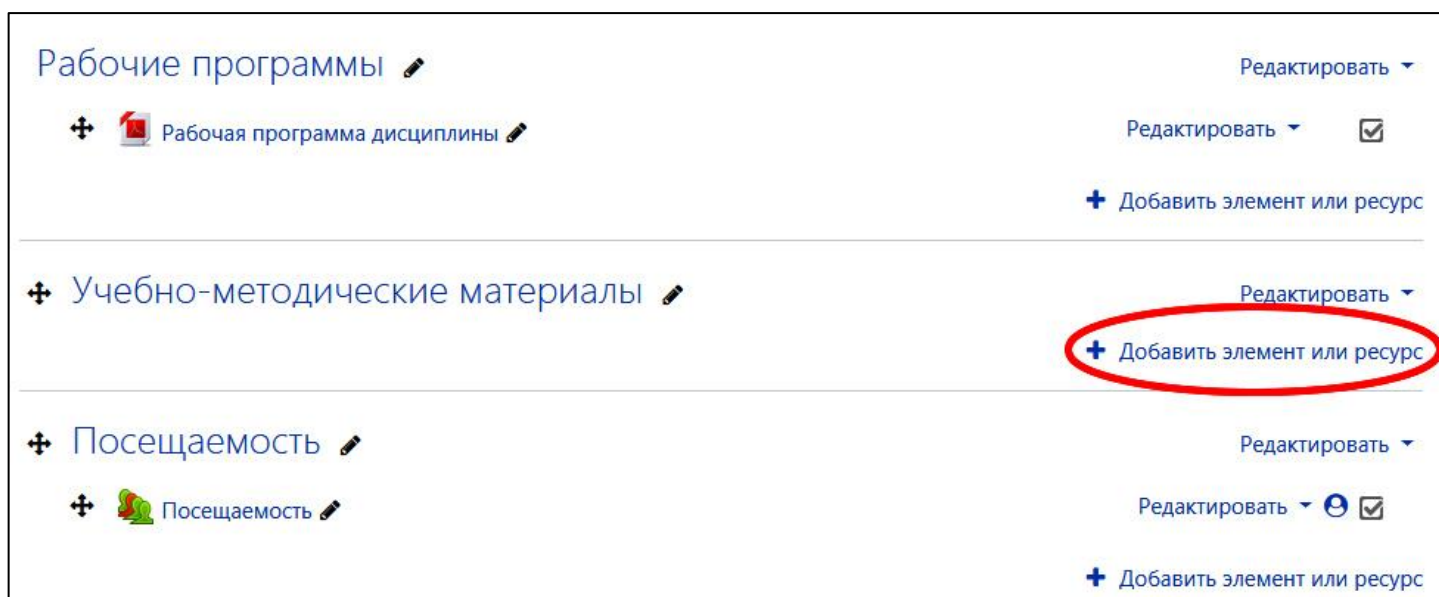 Рабочие программы Редактировать
Рабочая программа дисциплины Редактировать
Добавить элемент или ресурс
Учебно-методические материалы Редактировать
Добавить элемент или ресурс
Посещаемость Редактировать
Посещаемость Редактировать
Добавить элемент или ресурс